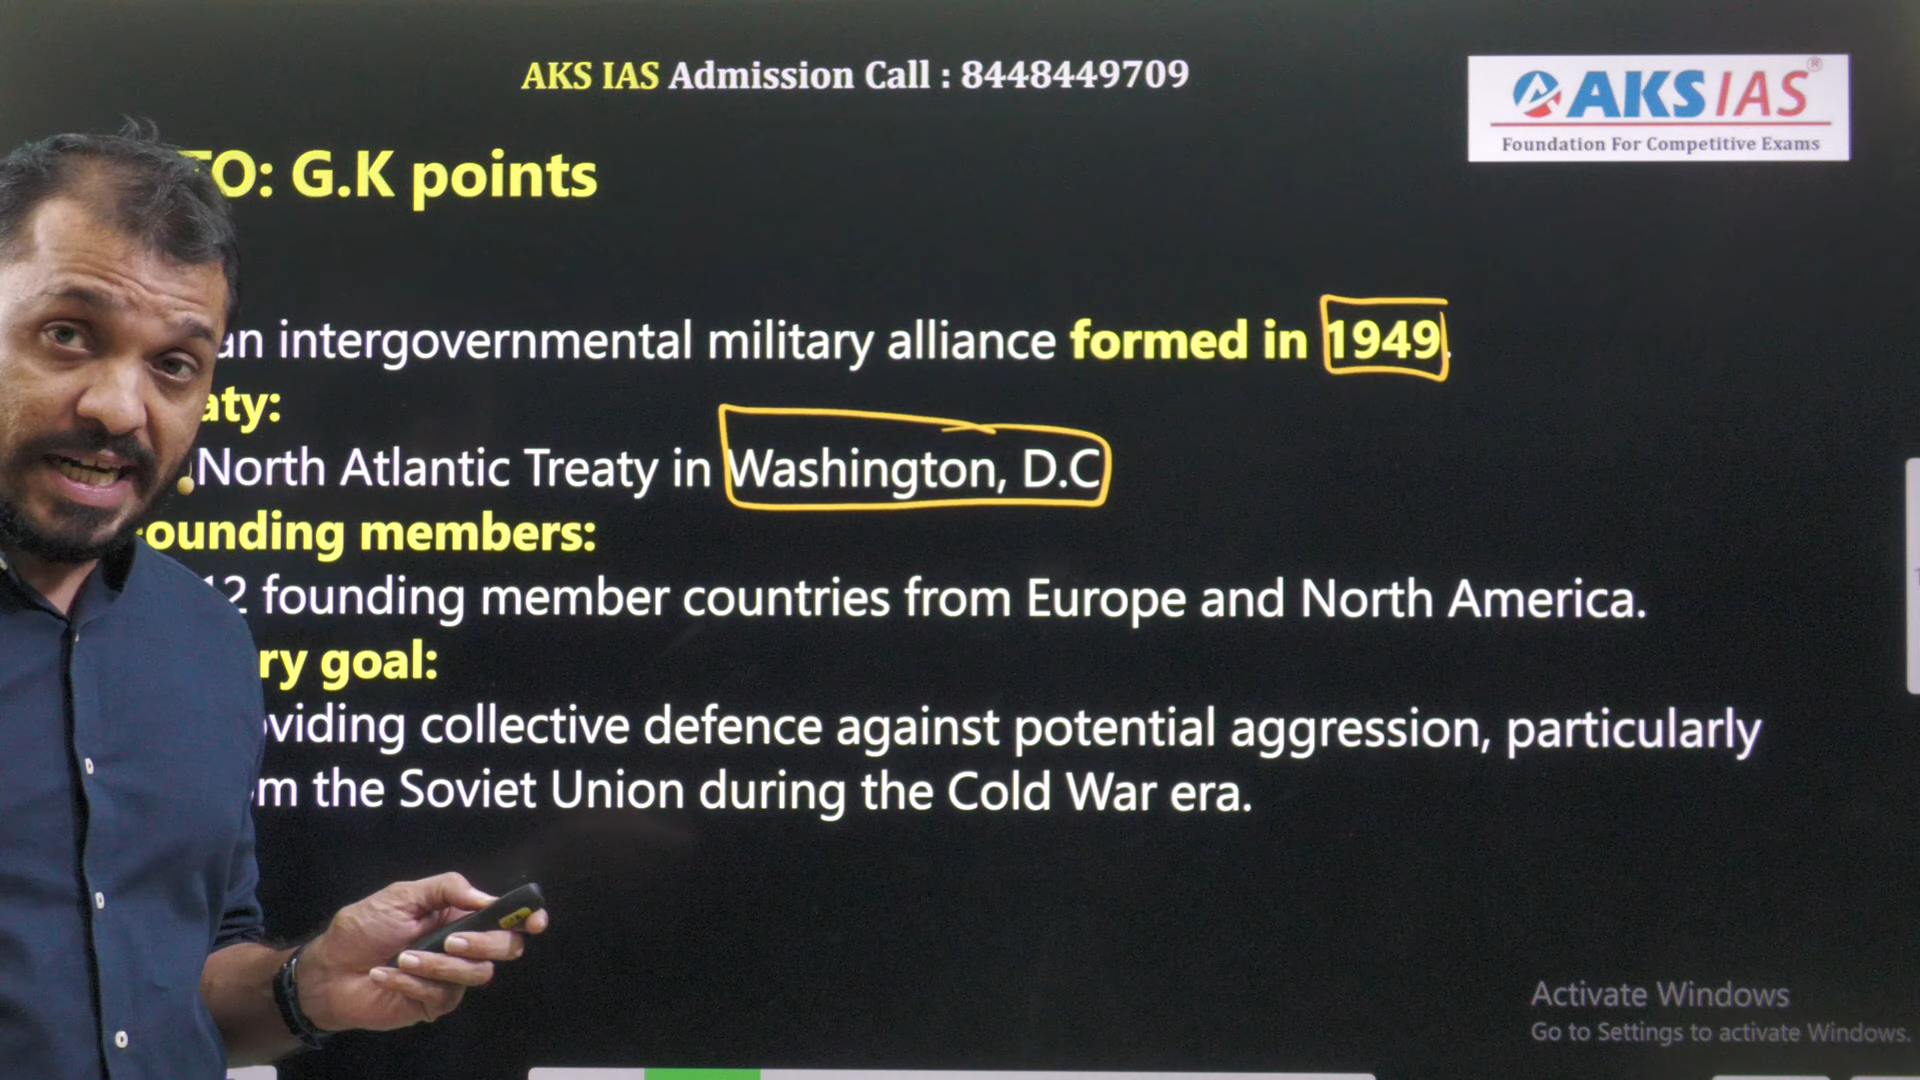 AKS IAS Admission Call : 8448449709
AKS IAS®
Foundation For Competitive Exams
TO: G.K points
an intergovernmental military alliance formed in 1949.
aty:
North Atlantic Treaty in Washington, D.C
ounding members:
12 founding member countries from Europe and North America.
ry goal:
viding collective defence against potential aggression, particularly
m the Soviet Union during the Cold War era.
Activate Windows
Go to Settings to activate Windows.